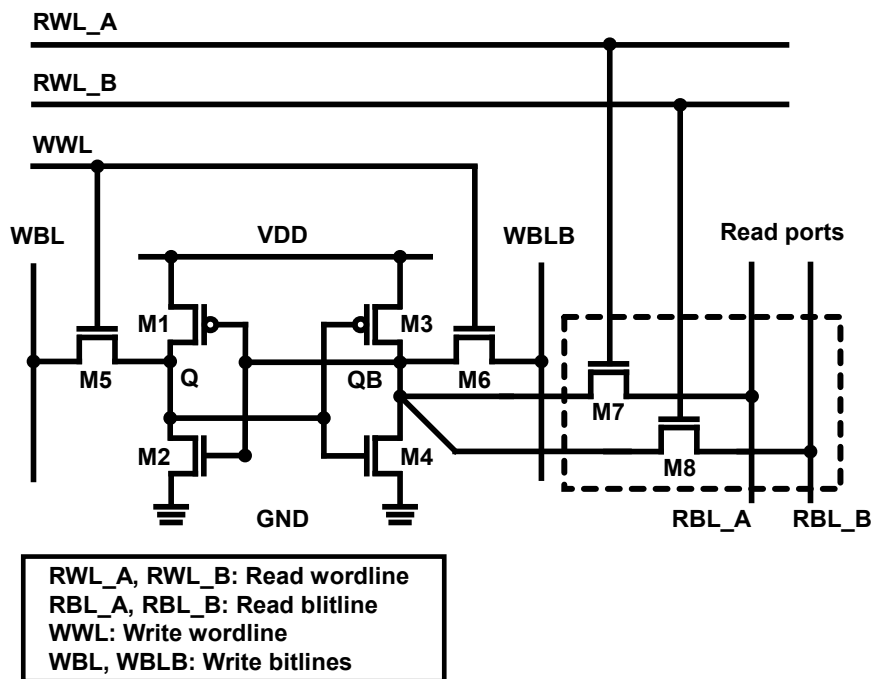 RWL_A
RWL_B
WWL
WBL
VDD
WBLB
Read ports
M1
M3
M5
Q
QB
M6
M7
M2
M4
M8
GND
RBL_A
RBL_B
RWL_A, RWL_B: Read wordline
RBL_A, RBL_B: Read blitline
WWL: Write wordline
WBL, WBLB: Write bitlines